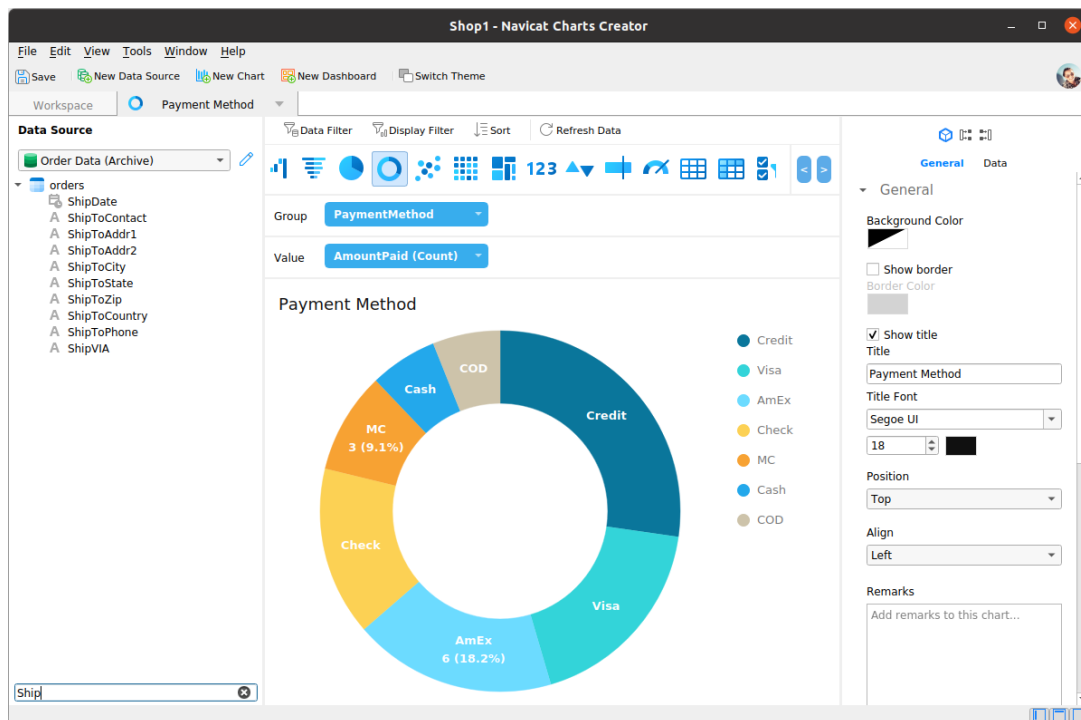 Shop1 - Navicat Charts Creator
File Edit View Tools Window Help
Save New Data Source New Chart New Dashboard Switch Theme
Workspace Payment Method
Data Source
Order Data (Archive)
orders
ShipDate
A ShipToContact
A ShipToAddr1
A ShipToAddr2
A ShipToCity
A ShipToState
A ShipToZip
A ShipToCountry
A ShipToPhone
A ShipVIA
Ship
Data Filter Display Filter Sort Refresh Data
123
< >
Group PaymentMethod
Value AmountPaid (Count)
Payment Method
COD
Cash
Credit
MC
3 (9.1%)
Check
Visa
AmEx
6 (18.2%)
Credit
Visa
AmEx
Check
MC
Cash
COD
General Data
General
Background Color
Show border
Border Color
Show title
Title
Payment Method
Title Font
Segoe UI
18
Position
Top
Align
Left
Remarks
Add remarks to this chart...